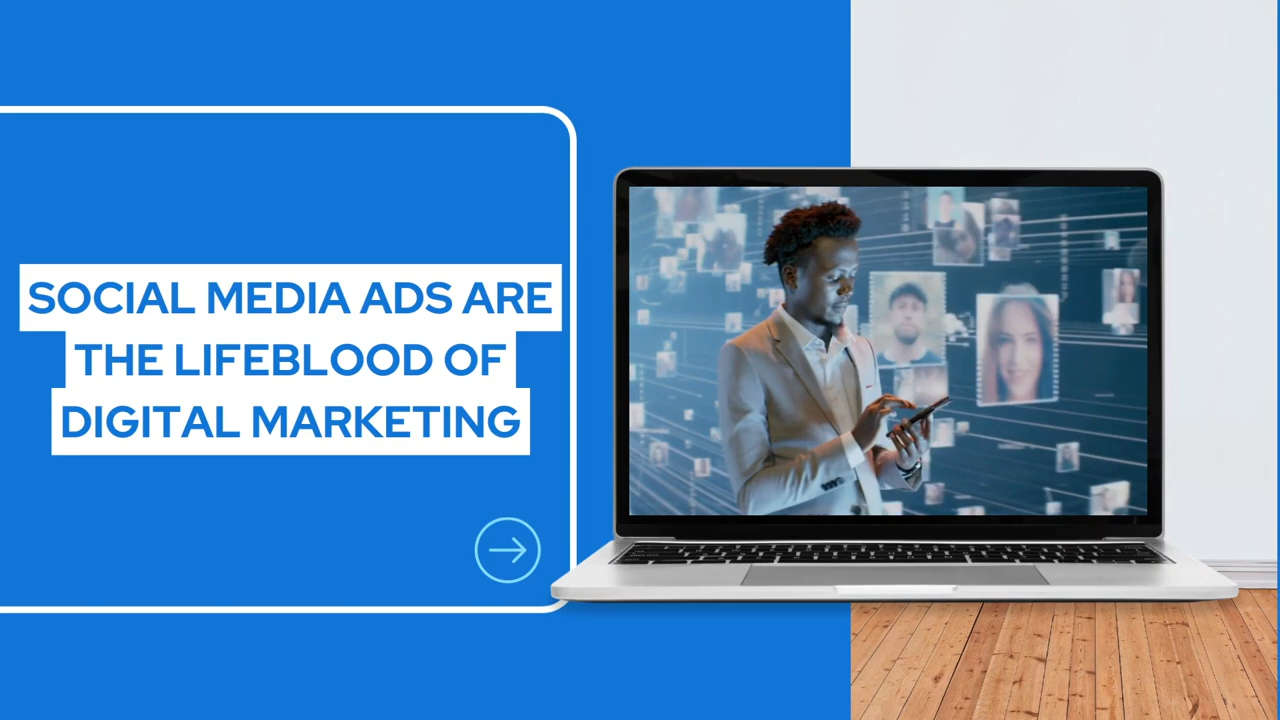 SOCIAL MEDIA ADS ARE
THE LIFEBLOOD OF
DIGITAL MARKETING